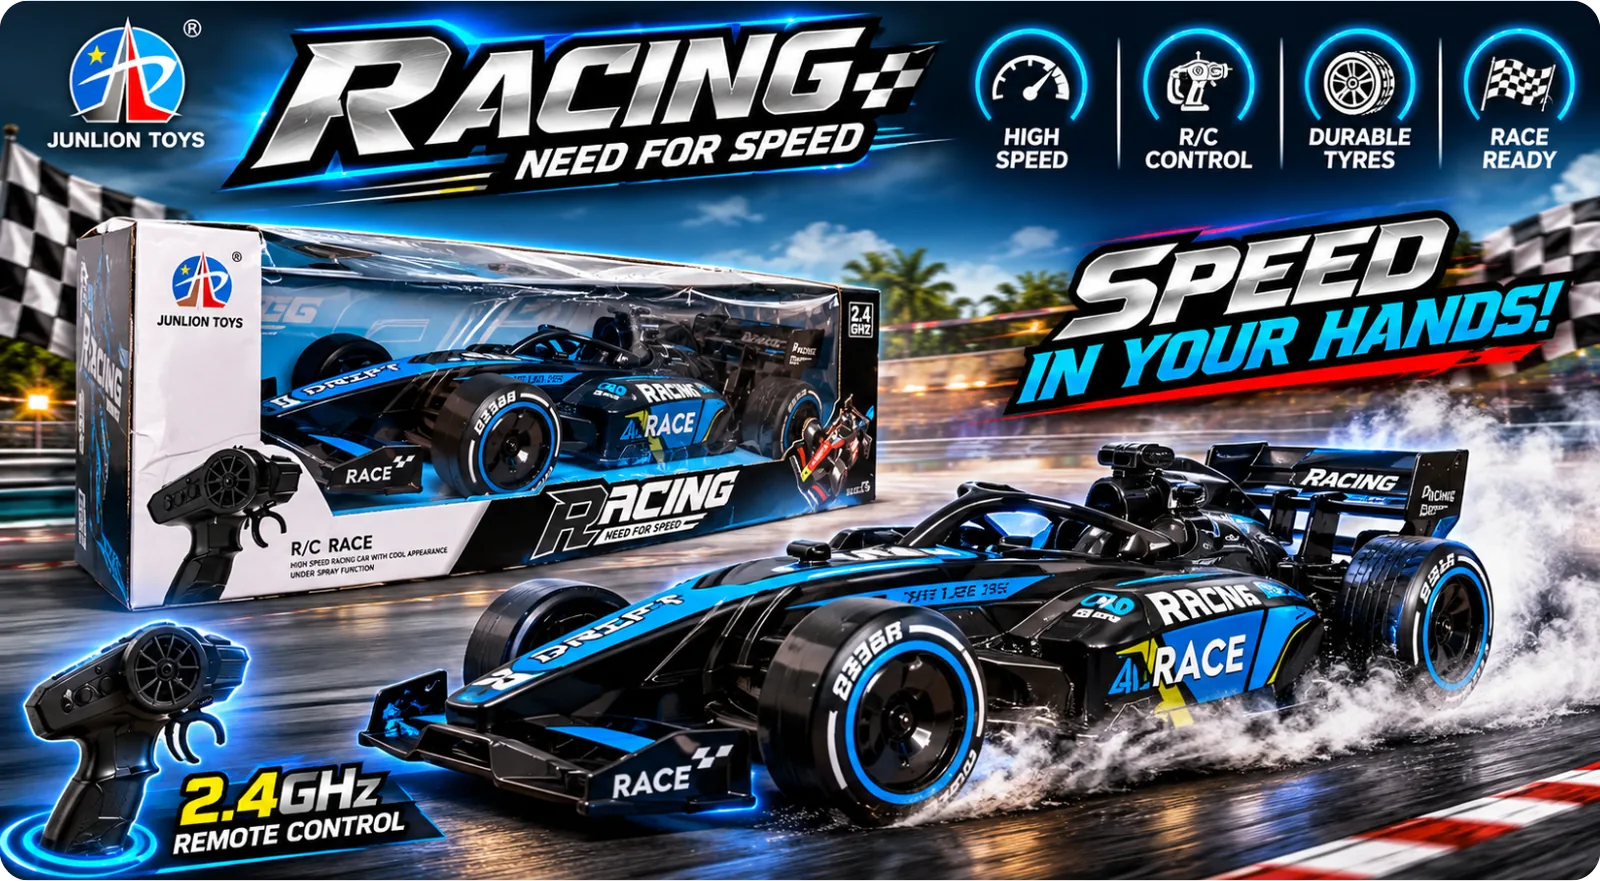 ®
JUNLION TOYS
RACING
NEED FOR SPEED
HIGH
SPEED
R/C
CONTROL
DURABLE
TYRES
RACE
READY
SPEED
IN YOUR HANDS!
®
JUNLION TOYS
2.4
GHZ
RACING
DRIFT
RACING
RACE
RACE
RACING
NEED FOR SPEED
R/C RACE
HIGH SPEED RACING CAR WITH COOL APPEARANCE
UNDER SPRAY FUNCTION
RACING
DRIFT
RACNG
RACE
RACE
2.4GHz
REMOTE CONTROL